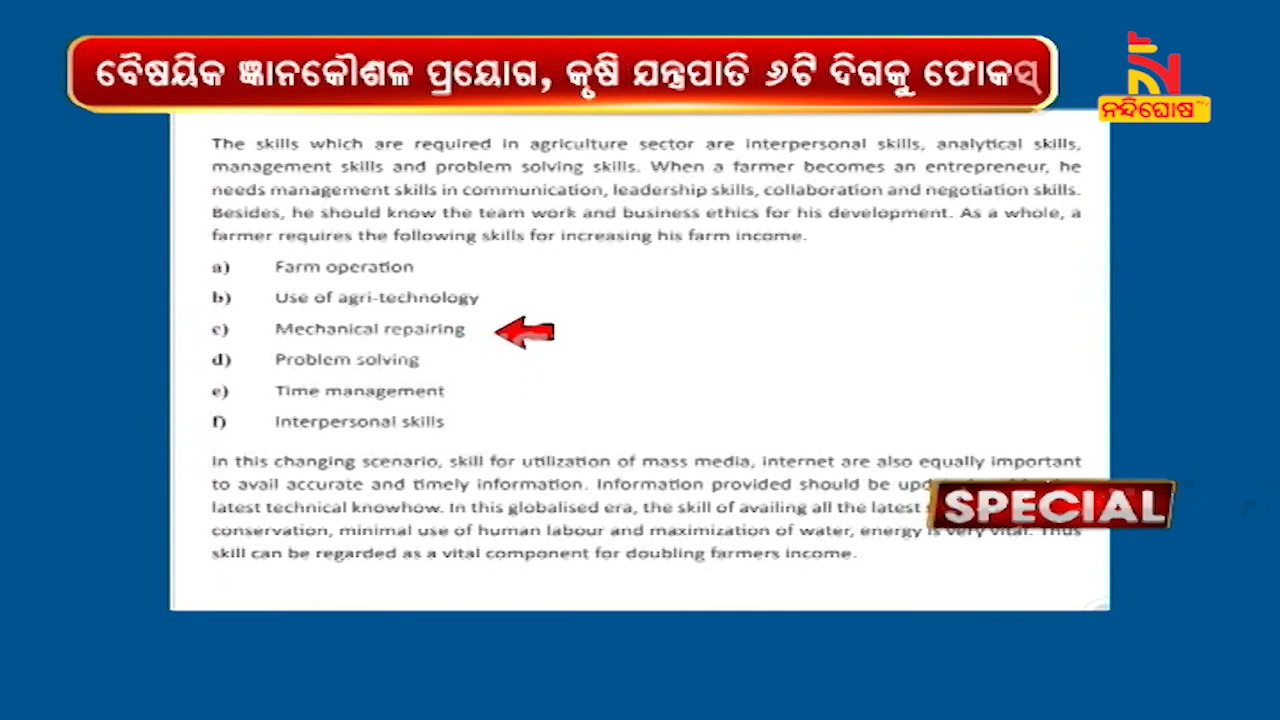 ବୈଷୟିକ ଜ୍ଞାନକୌଶଳ ପ୍ରୟୋଗ, କୃଷି ଯନ୍ତ୍ରପାତି ୬ଟି ଦିଗକୁ ଫୋକସ୍
ନନ୍ଦିଘୋଷ
The skills which are required in agriculture sector are interpersonal skills, analytical skills,
management skills and problem solving skills. When a farmer becomes an entrepreneur, he
needs management skills in communication, leadership skills, collaboration and negotiation skills.
Besides, he should know the team work and business ethics for his development. As a whole, a
farmer requires the following skills for increasing his farm income.
a) Farm operation
b) Use of agri-technology
c) Mechanical repairing
d) Problem solving
e) Time management
f) Interpersonal skills
In this changing scenario, skill for utilization of mass media, internet are also equally important
to avail accurate and timely information. Information provided should be
latest technical knowhow. In this globalised era, the skill of availing all the latest
SPECIAL
conservation, minimal use of human labour and maximization of water, energy is very vital. Thus
skill can be regarded as a vital component for doubling farmers income.